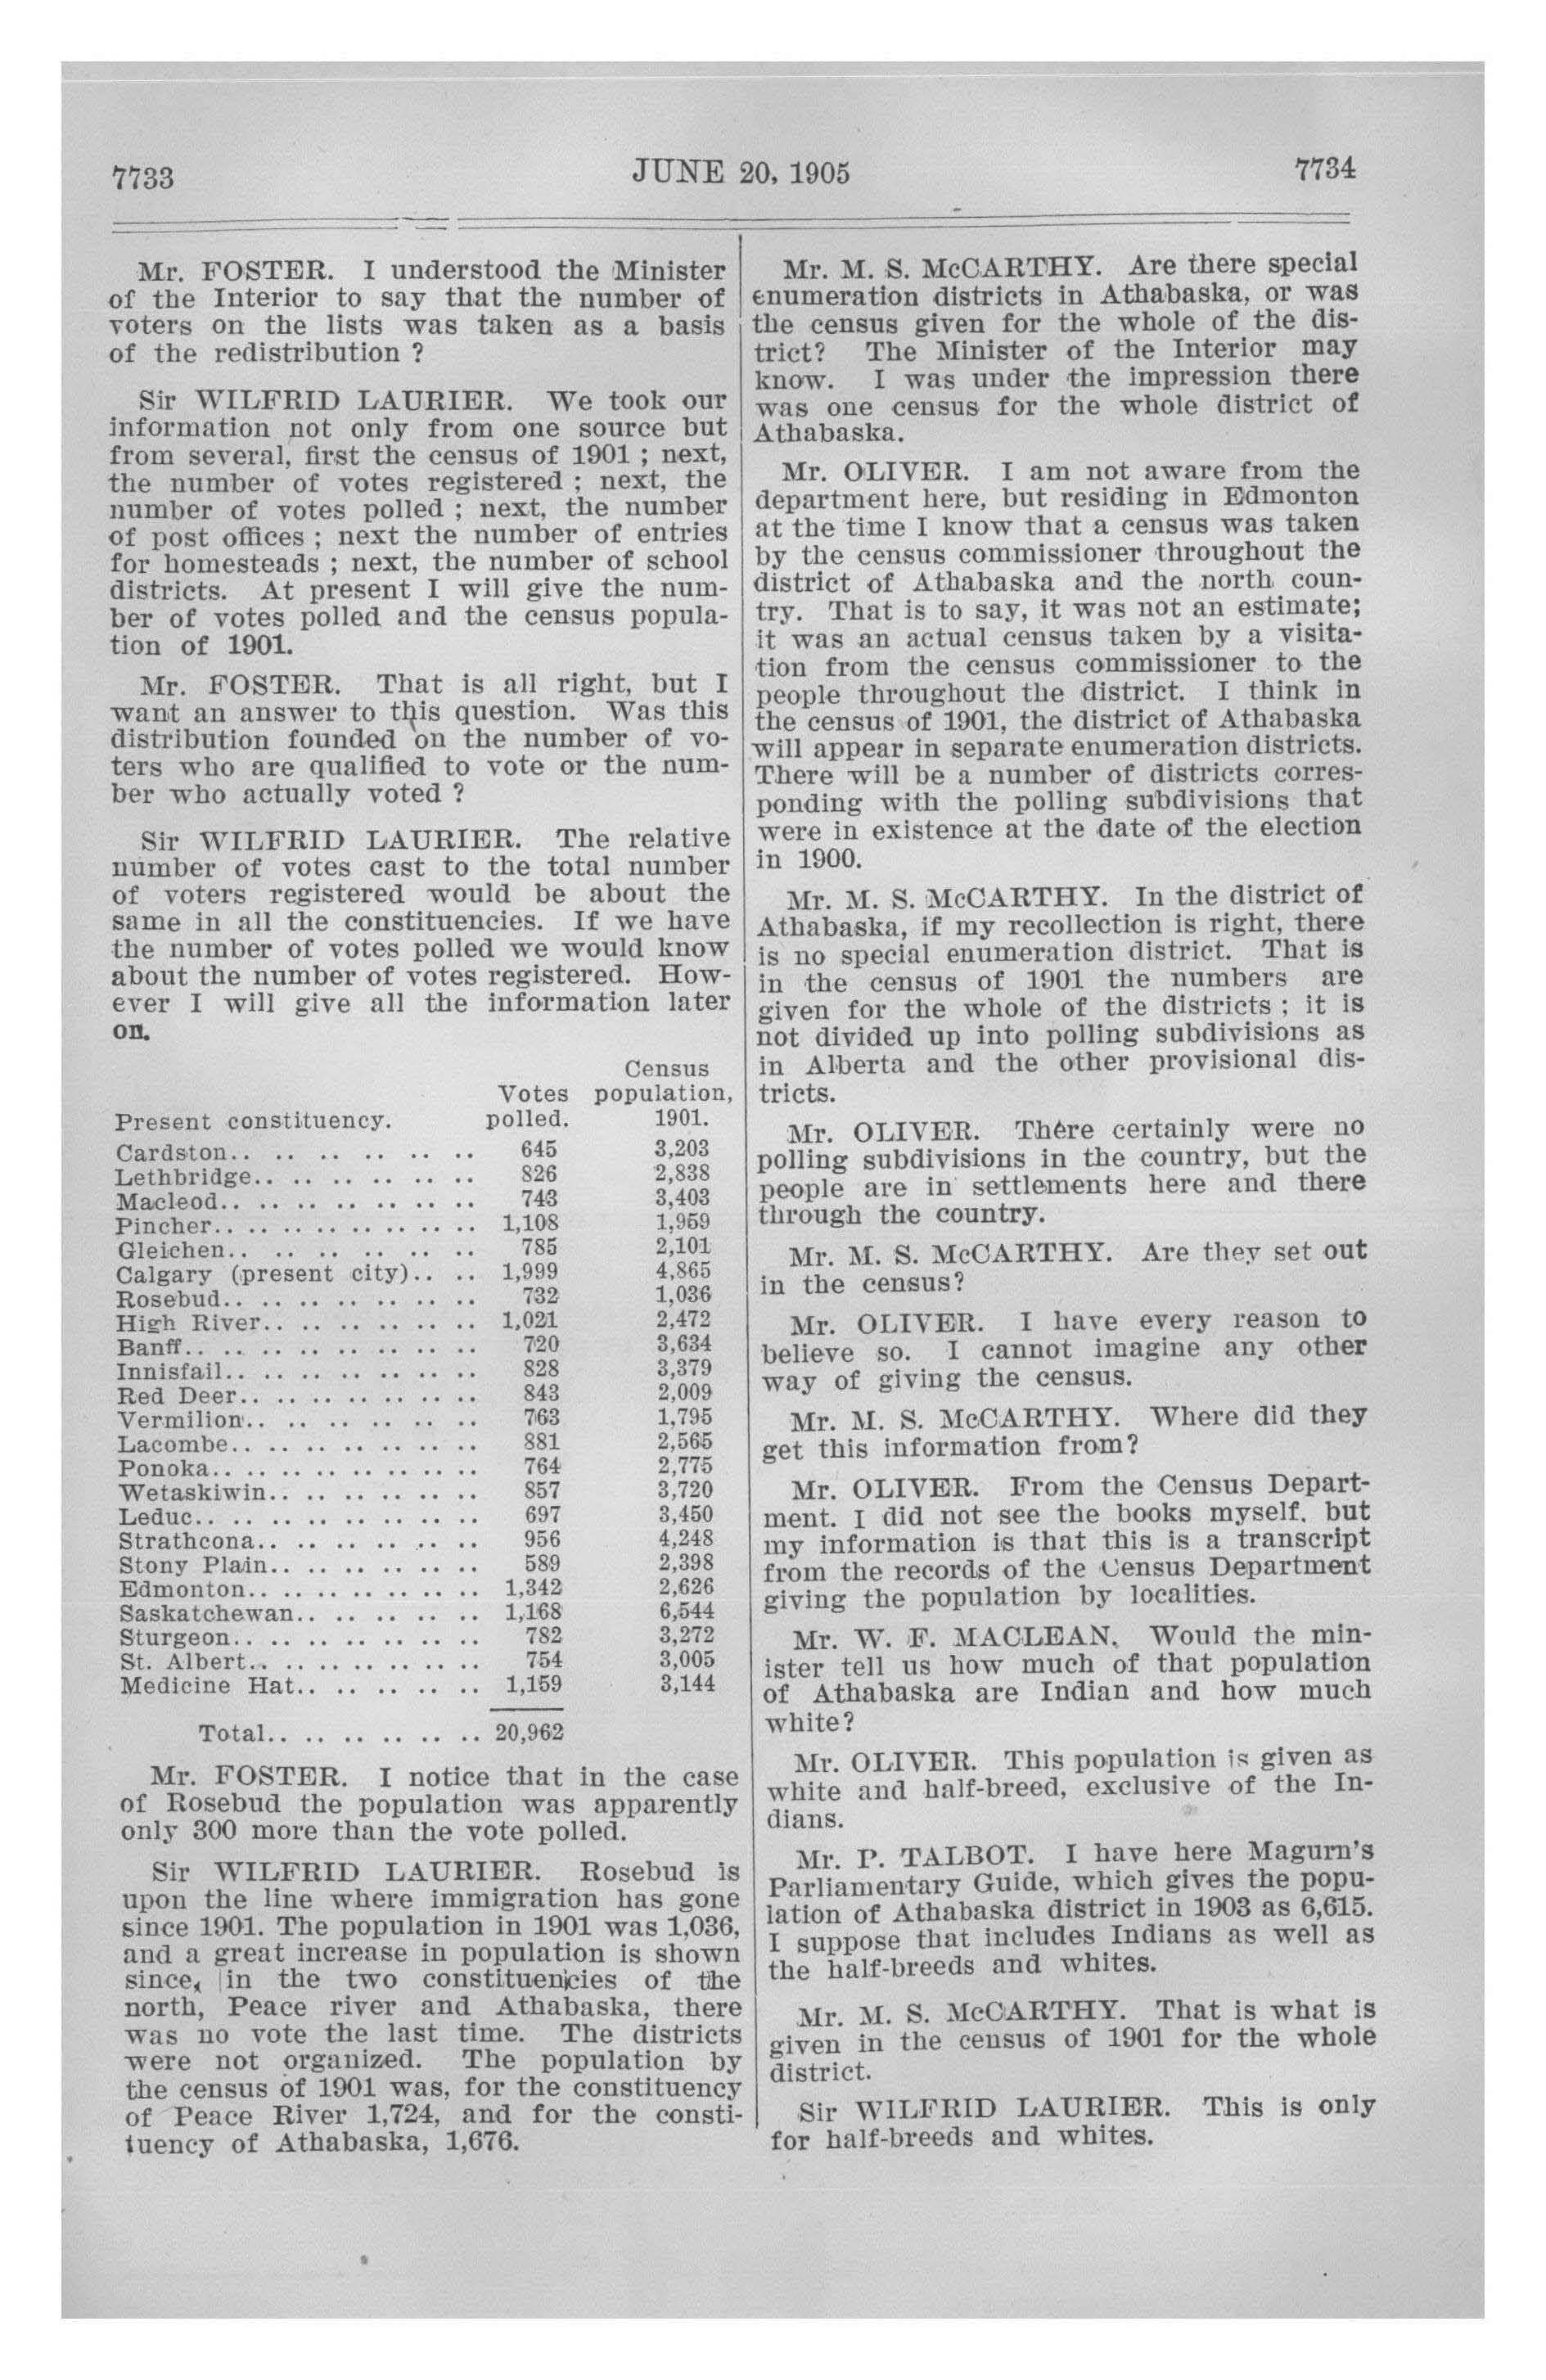 7733
JUNE 20, 1905
7734
Mr. FOSTER. I understood the Minister
of the Interior to say that the number of
voters on the lists was taken as a basis
of the redistribution ?
Sir WILFRID LAURIER. We took our
information not only from one source but
from several, first the census of 1901 ; next,
the number of votes registered ; next, the
number of votes polled ; next, the number
of post offices ; next the number of entries
for homesteads ; next, the number of school
districts. At present I will give the num-
ber of votes polled and the census popula-
tion of 1901.
Mr. FOSTER. That is all right, but I
want an answer to this question. Was this
distribution founded on the number of vo-
ters who are qualified to vote or the num-
ber who actually voted ?
Sir WILFRID LAURIER. The relative
number of votes cast to the total number
of voters registered would be about the
same in all the constituencies. If we have
the number of votes polled we would know
about the number of votes registered. How-
ever I will give all the information later
on.
Census
Votes population,
Present constituency. polled. 1901.
Cardston.. .. .. .. .. .. .. 645 3,203
Lethbridge.. .. .. .. .. .. .. 826 2,838
Macleod.. .. .. .. .. .. .. .. 743 3,403
Pincher.. .. .. .. .. .. .. .. 1,108 1,959
Gleichen.. .. .. .. .. .. .. 785 2,101
Calgary (present city).. .. 1,999 4,865
Rosebud.. .. .. .. .. .. .. .. 732 1,036
High River.. .. .. .. .. .. .. 1,021 2,472
Banff.. .. .. .. .. .. .. .. .. 720 3,634
Innisfail.. .. .. .. .. .. .. .. 828 3,379
Red Deer.. .. .. .. .. .. .. .. 843 2,009
Vermilion.. .. .. .. .. .. .. 763 1,795
Lacombe.. .. .. .. .. .. .. .. 881 2,565
Ponoka.. .. .. .. .. .. .. .. .. 764 2,775
Wetaskiwin.. .. .. .. .. .. .. 857 3,720
Leduc.. .. .. .. .. .. .. .. .. 697 3,450
Strathcona.. .. .. .. .. .. .. 956 4,248
Stony Plain.. .. .. .. .. .. .. 589 2,398
Edmonton.. .. .. .. .. .. .. .. 1,342 2,626
Saskatchewan.. .. .. .. .. .. 1,168 6,544
Sturgeon.. .. .. .. .. .. .. .. 782 3,272
St. Albert.. .. .. .. .. .. .. .. 754 3,005
Medicine Hat.. .. .. .. .. .. 1,159 3,144
Total.. .. .. .. .. .. .. 20,962
Mr. FOSTER. I notice that in the case
of Rosebud the population was apparently
only 300 more than the vote polled.
Sir WILFRID LAURIER. Rosebud is
upon the line where immigration has gone
since 1901. The population in 1901 was 1,036,
and a great increase in population is shown
since, in the two constituencies of the
north, Peace river and Athabaska, there
was no vote the last time. The districts
were not organized. The population by
the census of 1901 was, for the constituency
of Peace River 1,724, and for the consti-
tuency of Athabaska, 1,676.
Mr. M. S. McCARTHY. Are there special
enumeration districts in Athabaska, or was
the census given for the whole of the dis-
trict? The Minister of the Interior may
know. I was under the impression there
was one census for the whole district of
Athabaska.
Mr. OLIVER. I am not aware from the
department here, but residing in Edmonton
at the time I know that a census was taken
by the census commissioner throughout the
district of Athabaska and the north coun-
try. That is to say, it was not an estimate;
it was an actual census taken by a visita-
tion from the census commissioner to the
people throughout the district. I think in
the census of 1901, the district of Athabaska
will appear in separate enumeration districts.
There will be a number of districts corres-
ponding with the polling subdivisions that
were in existence at the date of the election
in 1900.
Mr. M. S. McCARTHY. In the district of
Athabaska, if my recollection is right, there
is no special enumeration district. That is
in the census of 1901 the numbers are
given for the whole of the districts ; it is
not divided up into polling subdivisions as
in Alberta and the other provisional dis-
tricts.
Mr. OLIVER. There certainly were no
polling subdivisions in the country, but the
people are in settlements here and there
through the country.
Mr. M. S. McCARTHY. Are they set out
in the census?
Mr. OLIVER. I have every reason to
believe so. I cannot imagine any other
way of giving the census.
Mr. M. S. McCARTHY. Where did they
get this information from?
Mr. OLIVER. From the Census Depart-
ment. I did not see the books myself. but
my information is that this is a transcript
from the records of the Census Department
giving the population by localities.
Mr. W. F. MACLEAN. Would the min-
ister tell us how much of that population
of Athabaska are Indian and how much
white?
Mr. OLIVER. This population is given as
white and half-breed, exclusive of the In-
dians.
Mr. P. TALBOT. I have here Magurn's
Parliamentary Guide, which gives the popu-
lation of Athabaska district in 1903 as 6,615.
I suppose that includes Indians as well as
the half-breeds and whites.
Mr. M. S. McCARTHY. That is what is
given in the census of 1901 for the whole
district.
Sir WILFRID LAURIER. This is only
for half-breeds and whites.